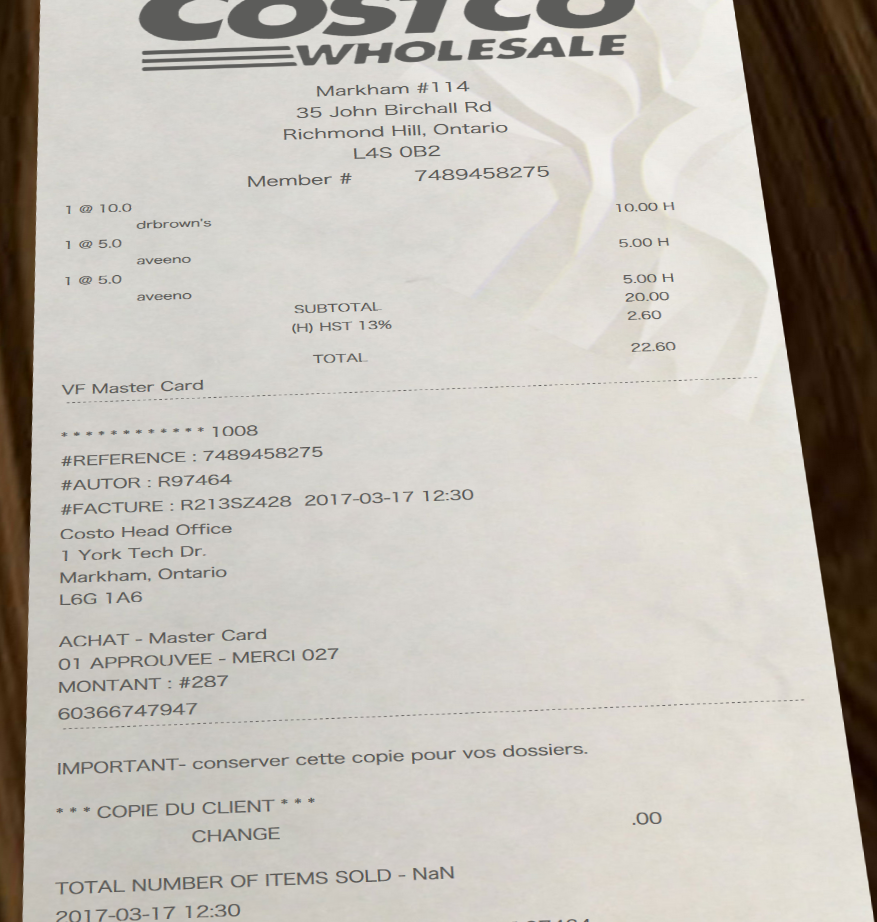 COSTCO
WHOLESALE
Markham #114
35 John Birchall Rd
Richmond Hill, Ontario
L4S 0B2
Member # 7489458275
1 @ 10.0 10.00 H
drbrown's
1 @ 5.0 5.00 H
aveeno
1 @ 5.0 5.00 H
aveeno
SUBTOTAL 20.00
(H) HST 13% 2.60
TOTAL 22.60
VF Master Card
* * * * * * * * * * * * 1008
#REFERENCE : 7489458275
#AUTOR : R97464
#FACTURE : R213SZ428 2017-03-17 12:30
Costo Head Office
1 York Tech Dr.
Markham, Ontario
L6G 1A6
ACHAT - Master Card
01 APPROUVEE - MERCI 027
MONTANT : #287
60366747947
IMPORTANT- conserver cette copie pour vos dossiers.
* * * COPIE DU CLIENT * * *
CHANGE .00
TOTAL NUMBER OF ITEMS SOLD - NaN
2017-03-17 12:30